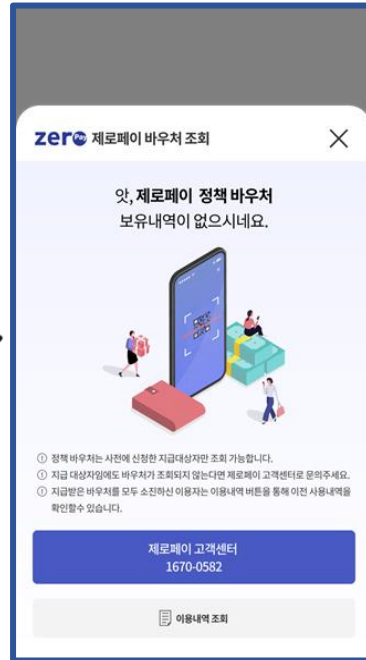 zero Pay 제로페이 바우처 조회
앗, 제로페이 정책 바우처
보유내역이 없으시네요.
① 정책 바우처는 사전에 신청한 지급대상자만 조회 가능합니다.
① 지급 대상자임에도 바우처가 조회되지 않는다면 제로페이 고객센터로 문의주세요.
① 지급받은 바우처를 모두 소진하신 이용자는 이용내역 버튼을 통해 이전 사용내역을
확인할수 있습니다.
제로페이 고객센터
1670-0582
이용내역 조회